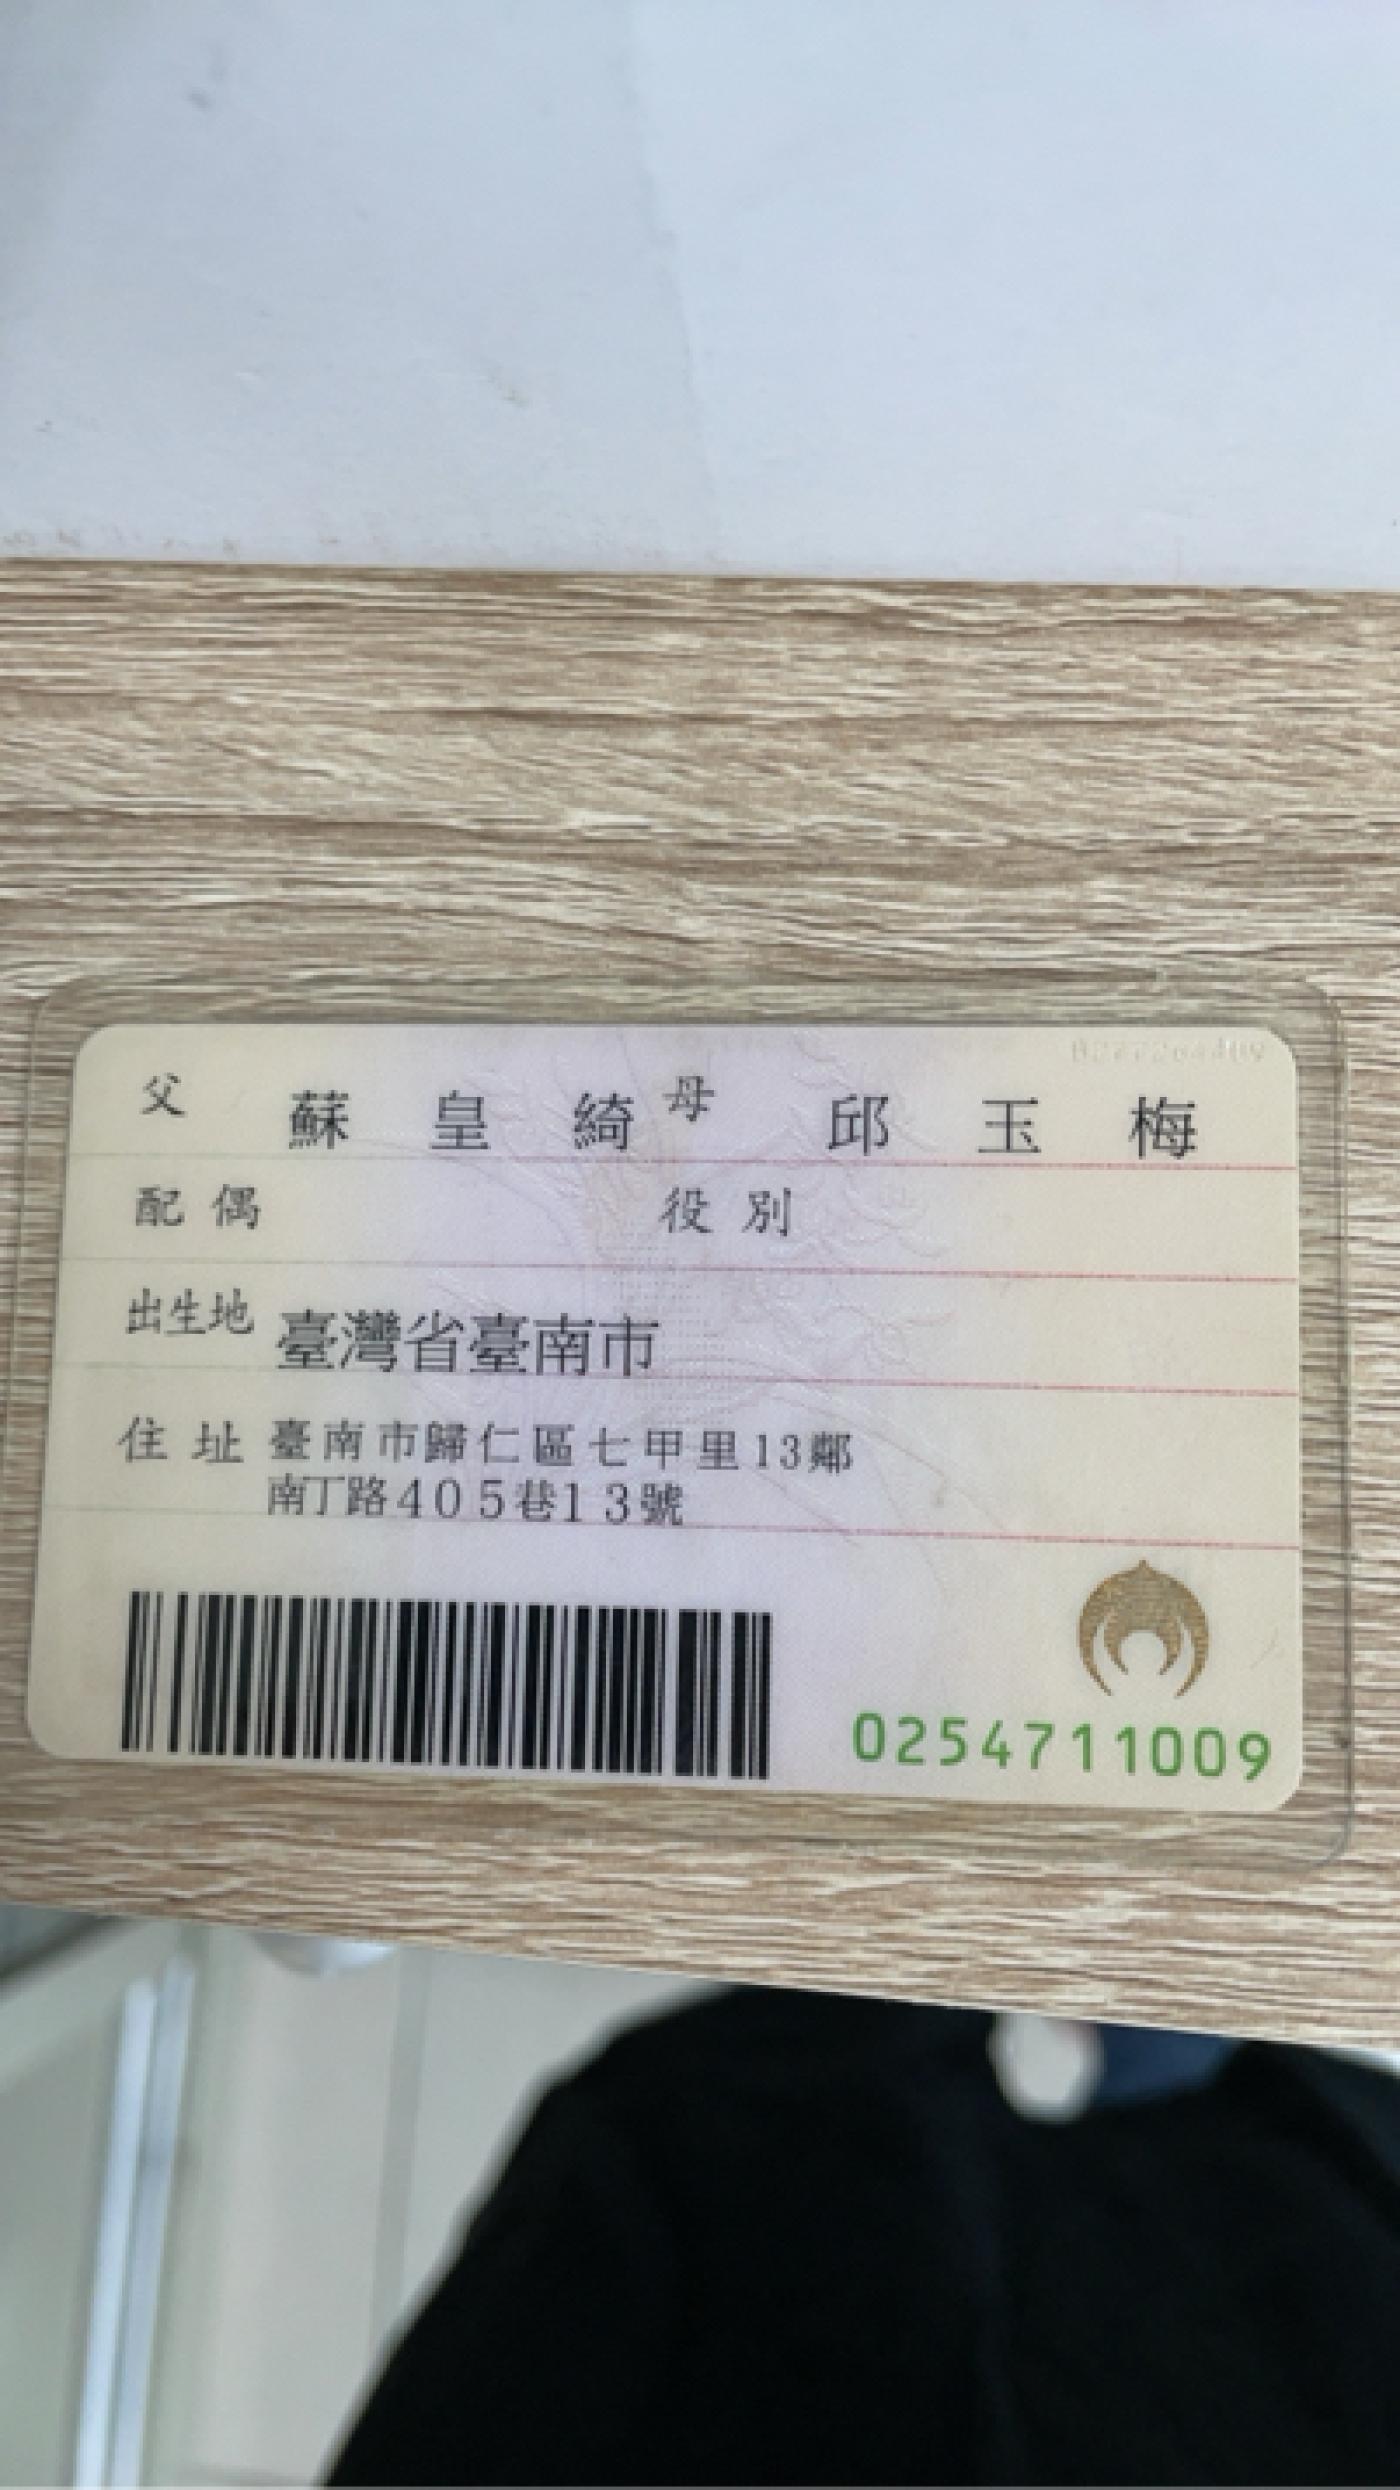 父 蘇皇綺 母 邱玉梅
配偶 役別
出生地 臺灣省臺南市
住址 臺南市歸仁區七甲里13鄰
南丁路405巷13號
0254711009